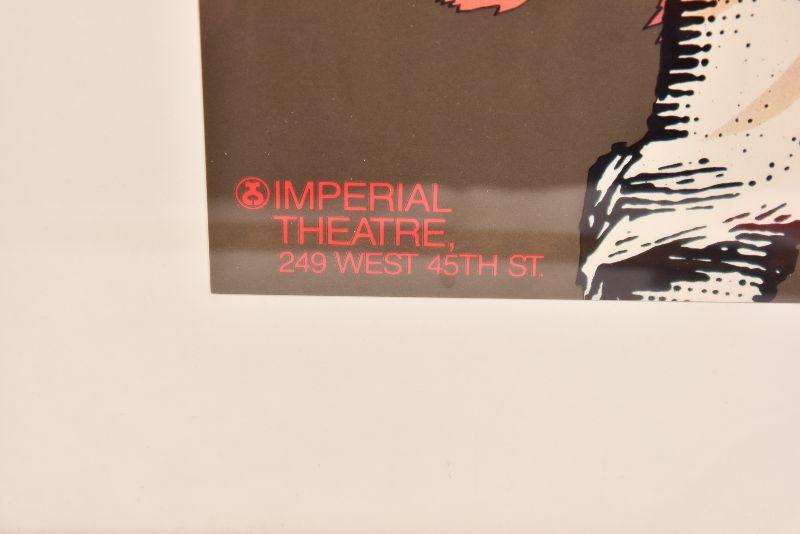 IMPERIAL
THEATRE,
249 WEST 45TH ST.